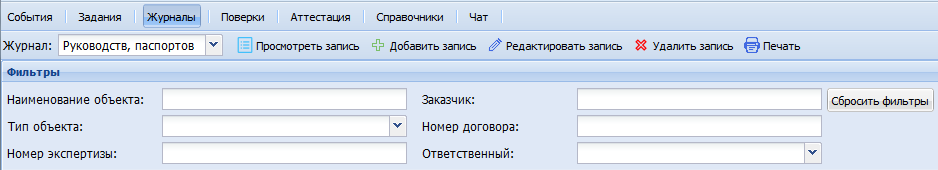 События Задания Журналы Поверки Аттестация Справочники Чат
Журнал: Руководств, паспортов Просмотреть запись Добавить запись Редактировать запись Удалить запись Печать
Фильтры
Наименование объекта: Заказчик: Сбросить фильтры
Тип объекта: Номер договора:
Номер экспертизы: Ответственный: